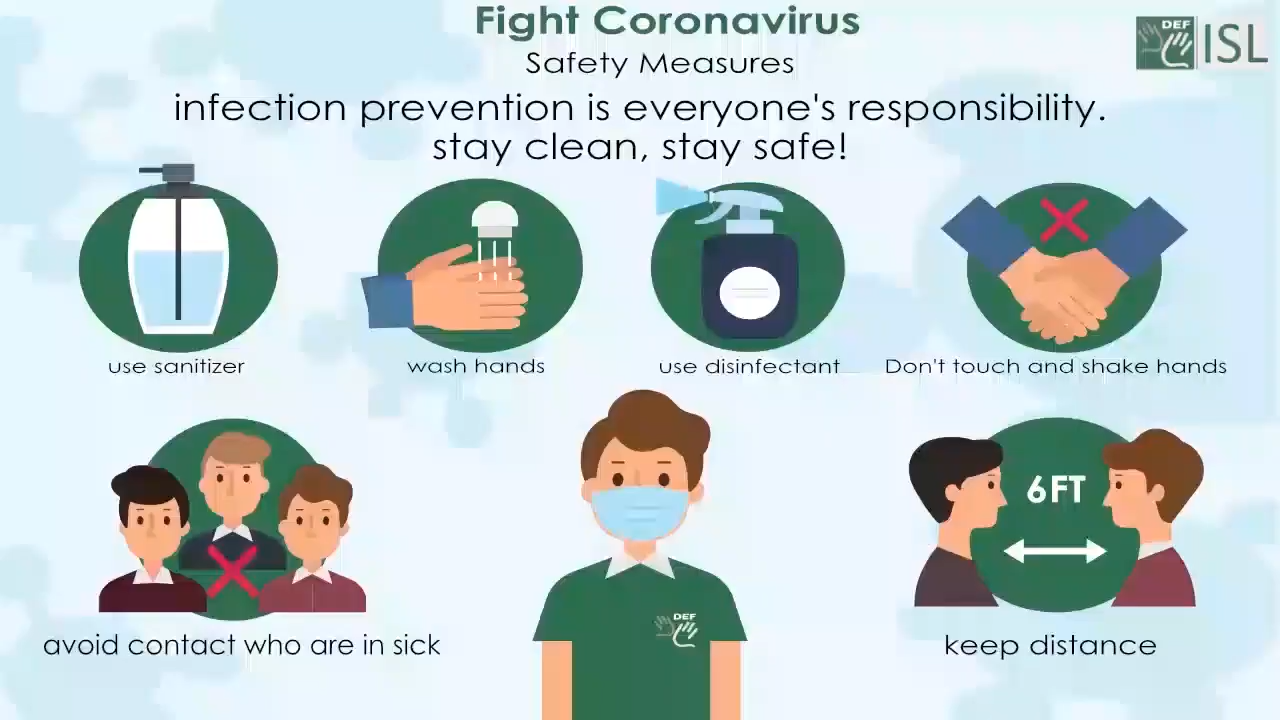 Fight Coronavirus
DEF
ISL
Safety Measures
infection prevention is everyone's responsibility.
stay clean, stay safe!
use sanitizer
wash hands
use disinfectant
Don't touch and shake hands
6FT
DEF
avoid contact who are in sick
keep distance